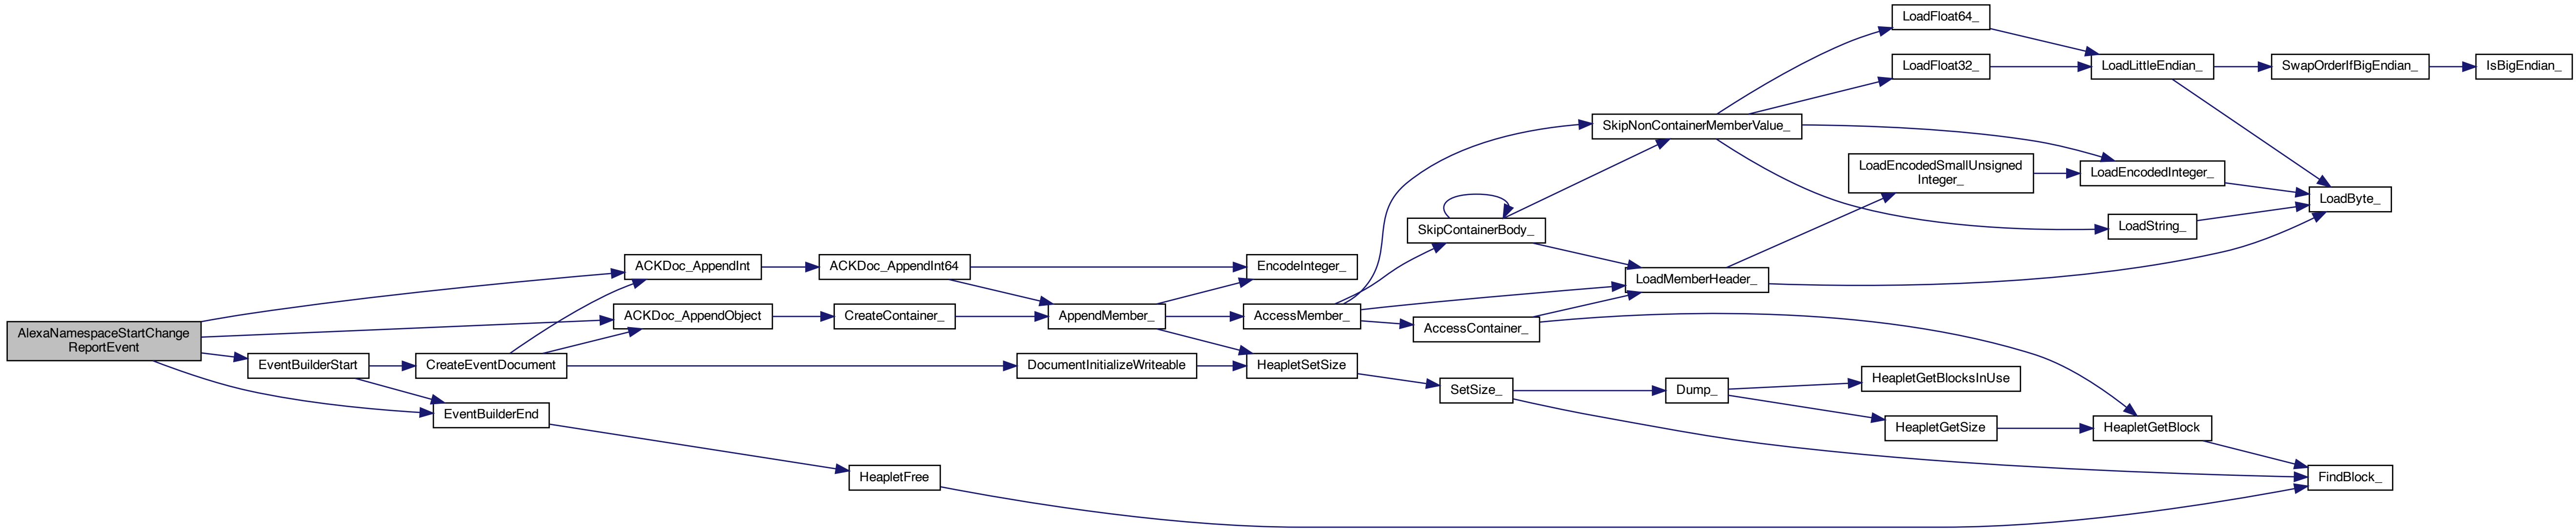 AlexaNamespaceStartChange
ReportEvent
EventBuilderStart
EventBuilderEnd
CreateEventDocument
ACKDoc_AppendInt
ACKDoc_AppendObject
ACKDoc_AppendInt64
CreateContainer_
DocumentInitializeWriteable
HeapletFree
AppendMember_
EncodeInteger_
AccessMember_
HeapletSetSize
SkipContainerBody_
AccessContainer_
SetSize_
SkipNonContainerMemberValue_
LoadMemberHeader_
Dump_
LoadFloat64_
LoadFloat32_
LoadEncodedSmallUnsigned
Integer_
HeapletGetBlocksInUse
HeapletGetSize
LoadLittleEndian_
LoadEncodedInteger_
LoadString_
HeapletGetBlock
SwapOrderIfBigEndian_
LoadByte_
FindBlock_
IsBigEndian_